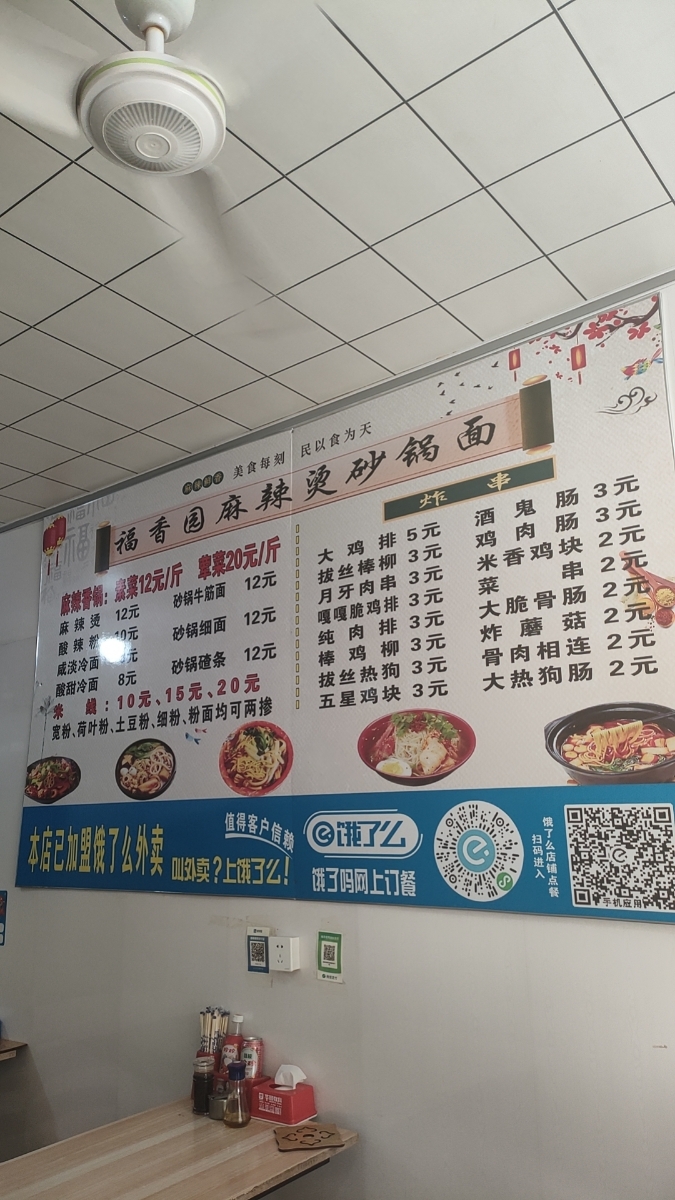 美食每刻 民以食为天
福香园麻辣烫砂锅面
麻辣香锅：素菜12元/斤 荤菜20元/斤
麻辣烫 12元 砂锅牛筋面 12元
酸辣粉 10元 砂锅细面 12元
咸淡冷面
酸甜冷面 8元 砂锅碴条 12元
米线：10元、15元、20元
宽粉、荷叶粉、土豆粉、细粉、粉面均可两掺
炸串
大鸡排 5元
拔丝棒柳 3元
月牙肉串 3元
嘎嘎脆鸡排 3元
纯肉排 3元
棒鸡柳 3元
拔丝热狗 3元
五星鸡块 3元
酒鬼肠 3元
鸡肉肠 3元
米香鸡块 2元
菜串 2元
大脆骨肠 2元
炸蘑菇 2元
骨肉相连 2元
大热狗肠 2元
本店已加盟饿了么外卖
值得客户信赖
叫外卖？上饿了么！
饿了么
饿了吗网上订餐
饿了么店铺点餐
扫码进入
手机应用